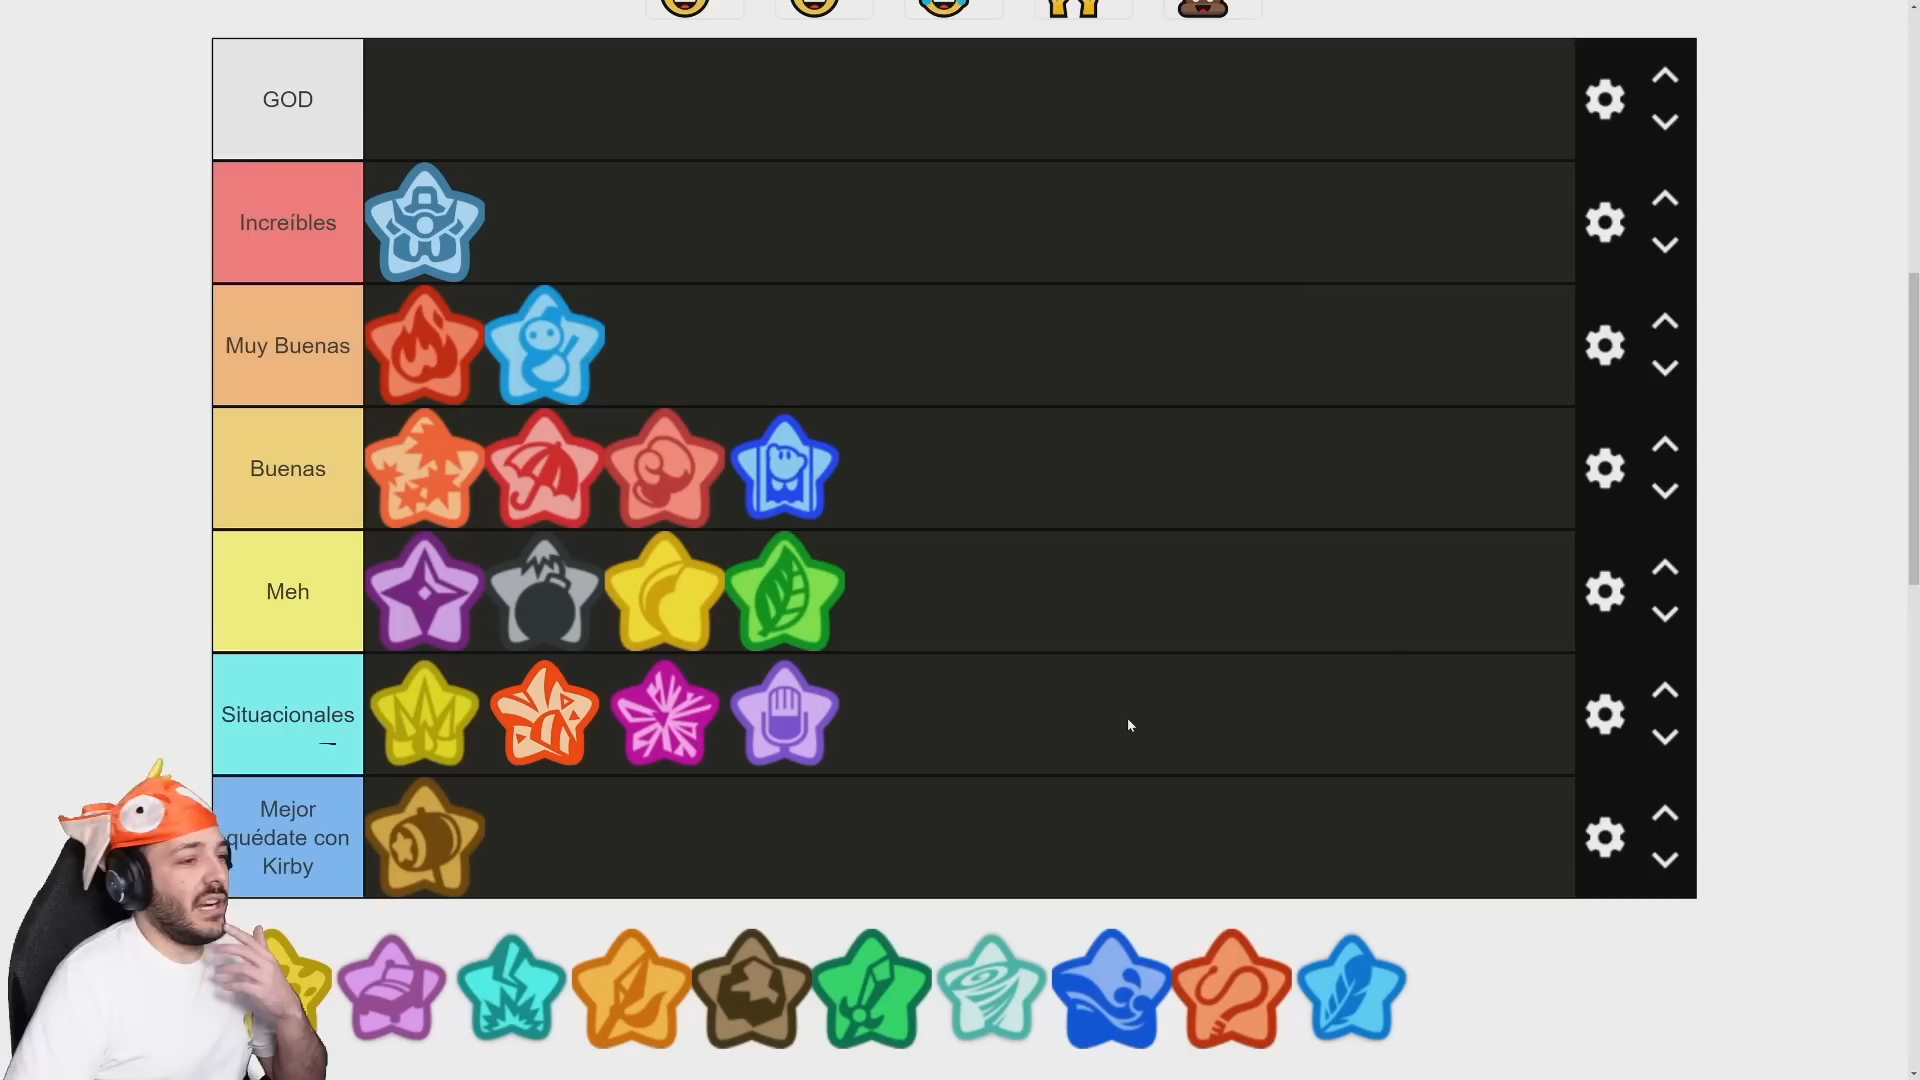 GOD
Increíbles
Muy Buenas
Buenas
Meh
Situacionales
Mejor
quédate con
Kirby